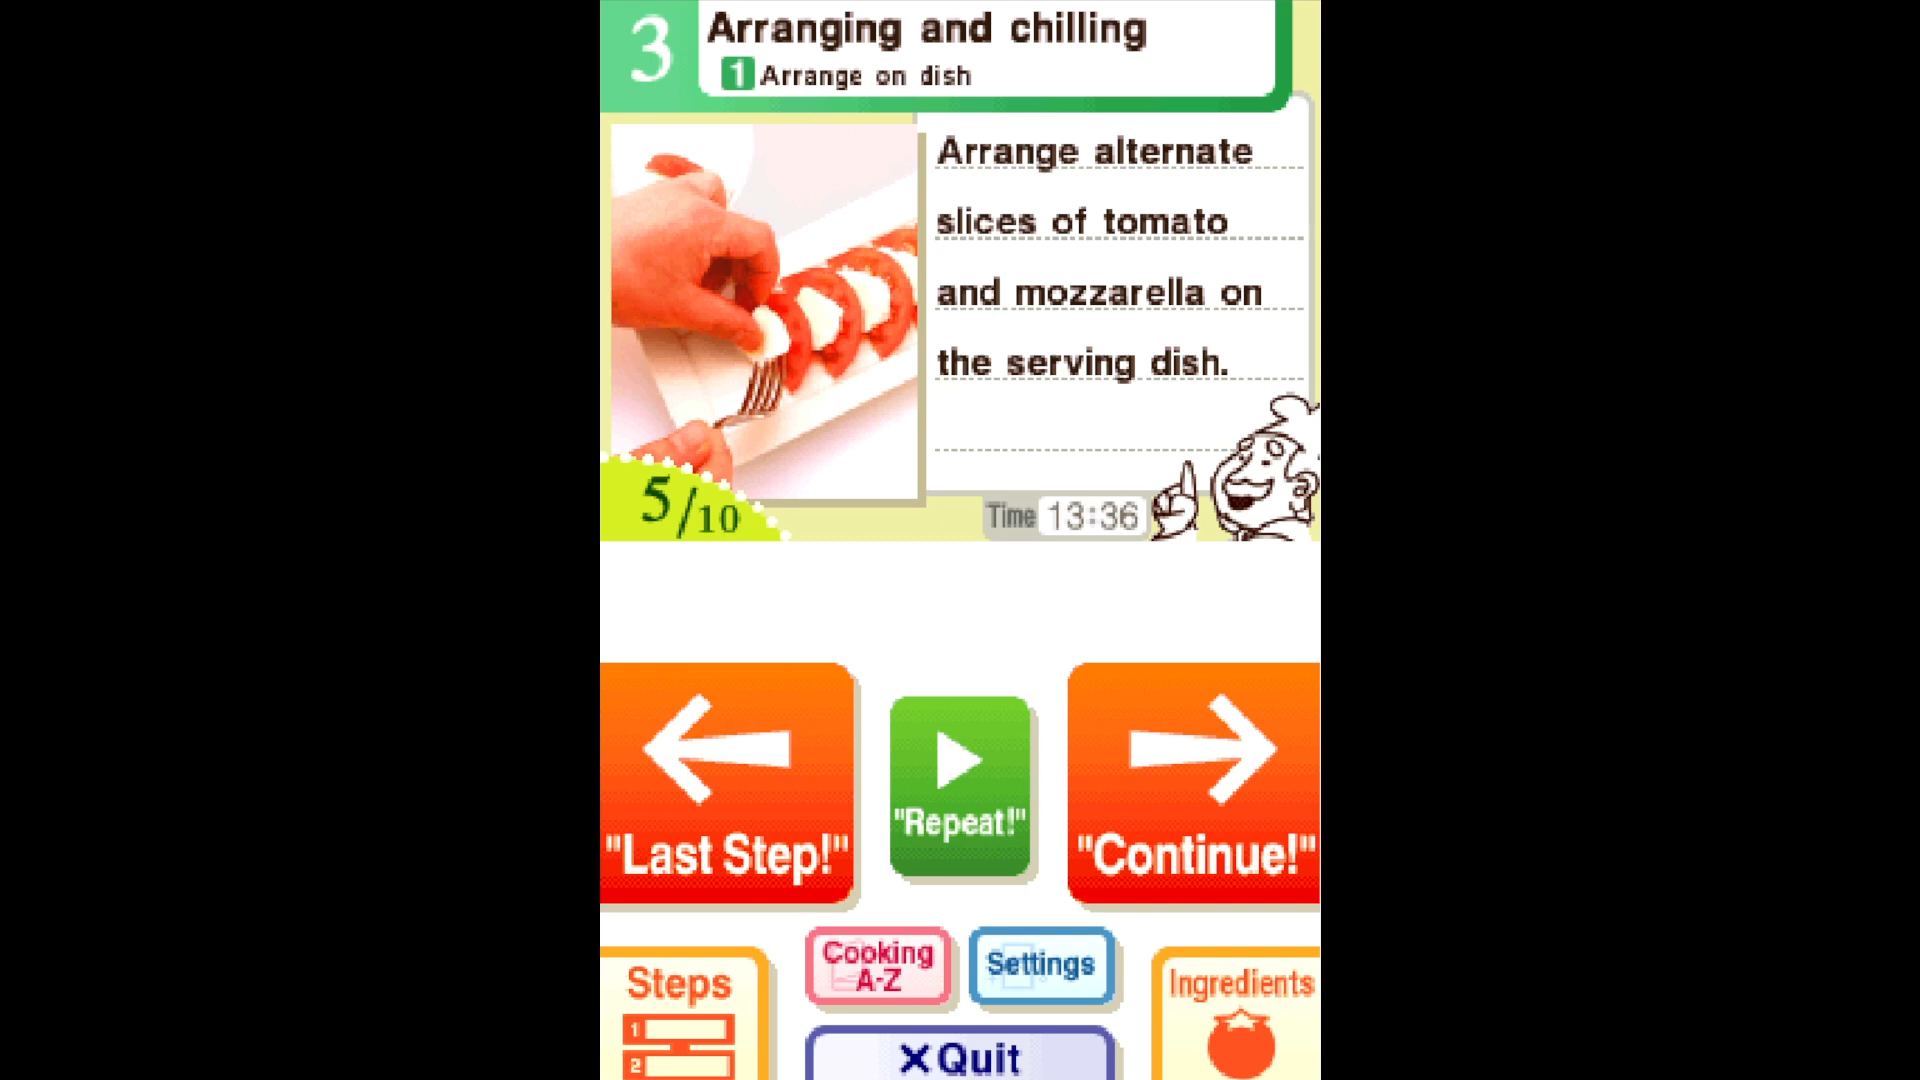 3
Arranging and chilling
1 Arrange on dish
Arrange alternate
slices of tomato
and mozzarella on
the serving dish.
5/10
Time 13:36
"Last Step!"
"Repeat!"
"Continue!"
Cooking
A-Z
Settings
Steps
1
2
Ingredients
×Quit